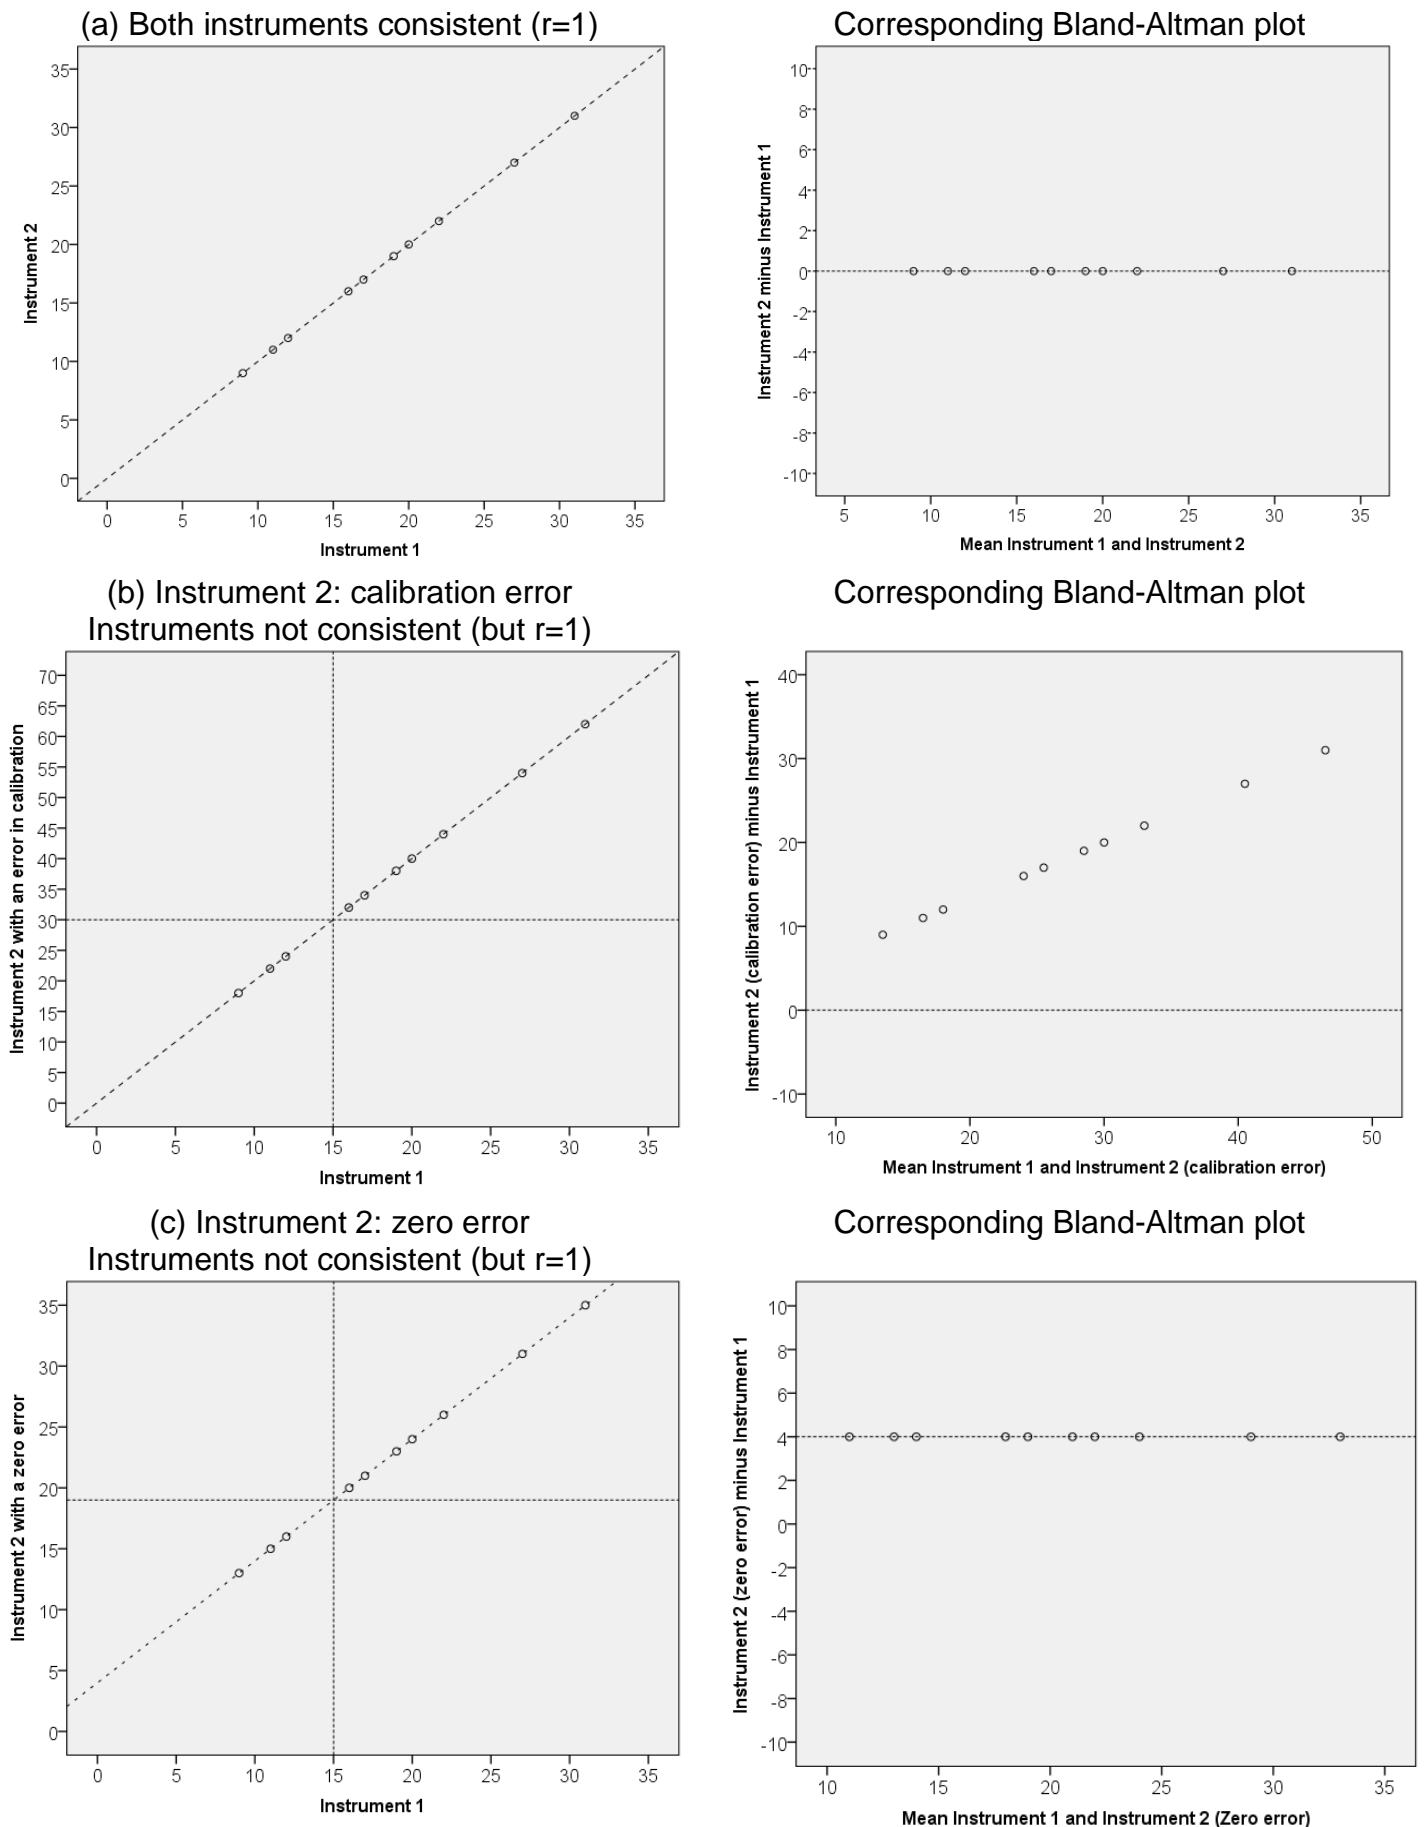 (a) Both instruments consistent (r=1)
Corresponding Bland-Altman plot
35
30
25
20
15
10
5
0
Instrument 2
0 5 10 15 20 25 30 35
Instrument 1
10
8
6
4
2
0
-2
-4
-6
-8
-10
Instrument 2 minus Instrument 1
5 10 15 20 25 30 35
Mean Instrument 1 and Instrument 2
(b) Instrument 2: calibration error
Instruments not consistent (but r=1)
Corresponding Bland-Altman plot
70
65
60
55
50
45
40
35
30
25
20
15
10
5
0
Instrument 2 with an error in calibration
0 5 10 15 20 25 30 35
Instrument 1
40
30
20
10
0
-10
Instrument 2 (calibration error) minus Instrument 1
10 20 30 40 50
Mean Instrument 1 and Instrument 2 (calibration error)
(c) Instrument 2: zero error
Instruments not consistent (but r=1)
Corresponding Bland-Altman plot
35
30
25
20
15
10
5
0
Instrument 2 with a zero error
0 5 10 15 20 25 30 35
Instrument 1
10
8
6
4
2
0
-2
-4
-6
-8
-10
Instrument 2 (zero error) minus Instrument 1
10 15 20 25 30 35
Mean Instrument 1 and Instrument 2 (Zero error)